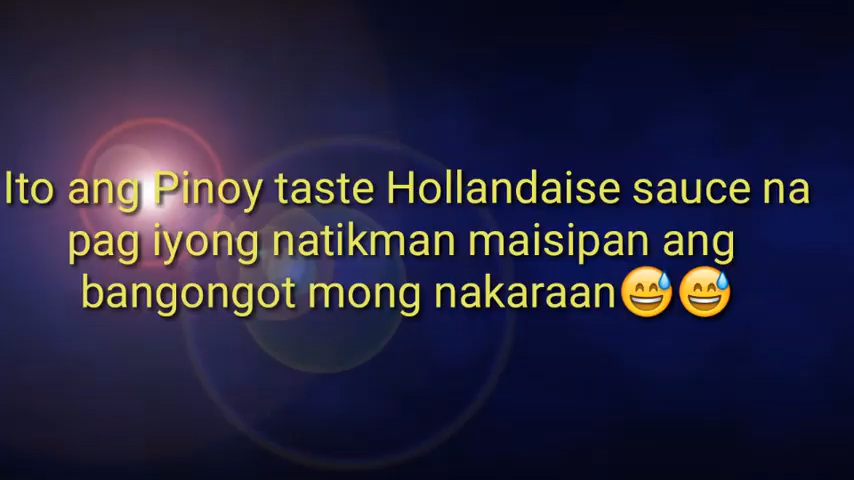 Ito ang Pinoy taste Hollandaise sauce na
pag iyong natikman maisipan ang
bangongot mong nakaraan😅😅